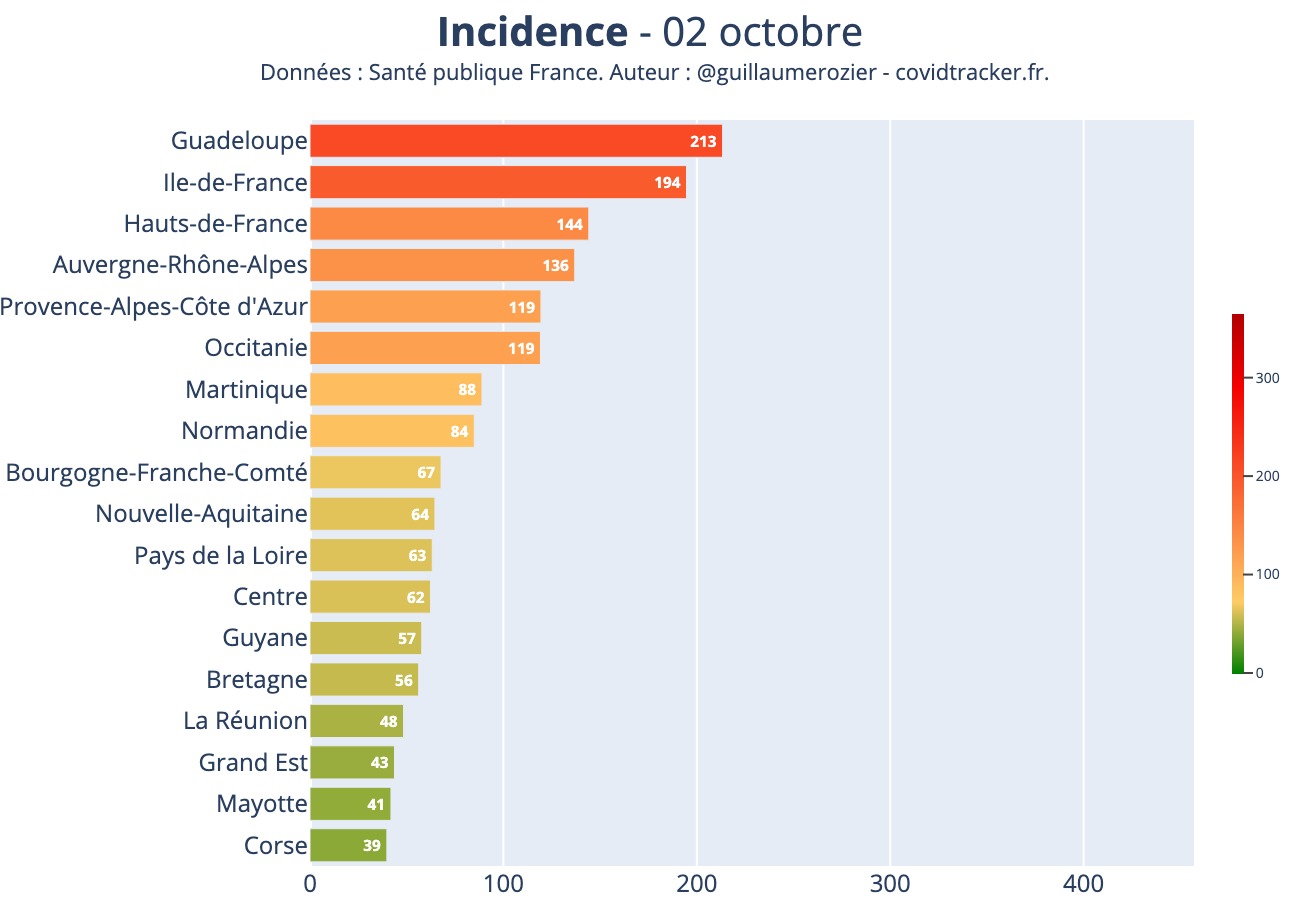 Incidence - 02 octobre
Données : Santé publique France. Auteur : @guillaumerozier - covidtracker.fr.
Guadeloupe 213
Ile-de-France 194
Hauts-de-France 144
Auvergne-Rhône-Alpes 136
Provence-Alpes-Côte d'Azur 119
Occitanie 119
Martinique 88
Normandie 84
Bourgogne-Franche-Comté 67
Nouvelle-Aquitaine 64
Pays de la Loire 63
Centre 62
Guyane 57
Bretagne 56
La Réunion 48
Grand Est 43
Mayotte 41
Corse 39
0 100 200 300 400
300
200
100
0